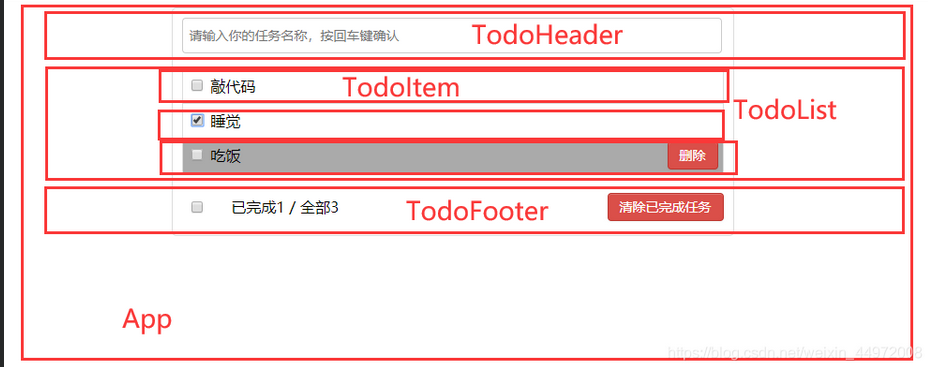 请输入你的任务名称，按回车键确认 TodoHeader
敲代码 TodoItem
TodoList
睡觉
吃饭 删除
已完成1 / 全部3 TodoFooter 清除已完成任务
App
https://blog.csdn.net/weixin_44972008